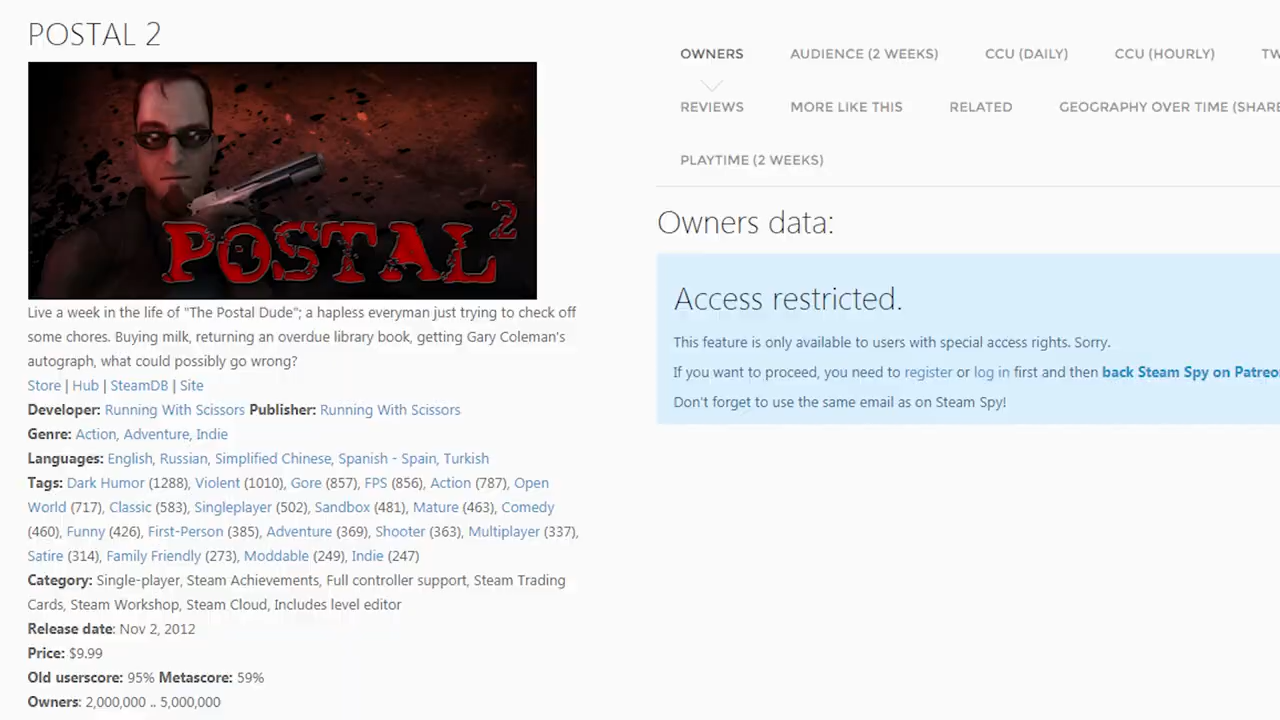 POSTAL 2
POSTAL 2
Live a week in the life of "The Postal Dude"; a hapless everyman just trying to check off
some chores. Buying milk, returning an overdue library book, getting Gary Coleman's
autograph, what could possibly go wrong?
Store | Hub | SteamDB | Site
Developer: Running With Scissors Publisher: Running With Scissors
Genre: Action, Adventure, Indie
Languages: English, Russian, Simplified Chinese, Spanish - Spain, Turkish
Tags: Dark Humor (1288), Violent (1010), Gore (857), FPS (856), Action (787), Open
World (717), Classic (583), Singleplayer (502), Sandbox (481), Mature (463), Comedy
(460), Funny (426), First-Person (385), Adventure (369), Shooter (363), Multiplayer (337),
Satire (314), Family Friendly (273), Moddable (249), Indie (247)
Category: Single-player, Steam Achievements, Full controller support, Steam Trading
Cards, Steam Workshop, Steam Cloud, Includes level editor
Release date: Nov 2, 2012
Price: $9.99
Old userscore: 95% Metascore: 59%
Owners: 2,000,000 .. 5,000,000
OWNERS AUDIENCE (2 WEEKS) CCU (DAILY) CCU (HOURLY) TW
REVIEWS MORE LIKE THIS RELATED GEOGRAPHY OVER TIME (SHARE
PLAYTIME (2 WEEKS)
Owners data:
Access restricted.
This feature is only available to users with special access rights. Sorry.
If you want to proceed, you need to register or log in first and then back Steam Spy on Patreo
Don't forget to use the same email as on Steam Spy!